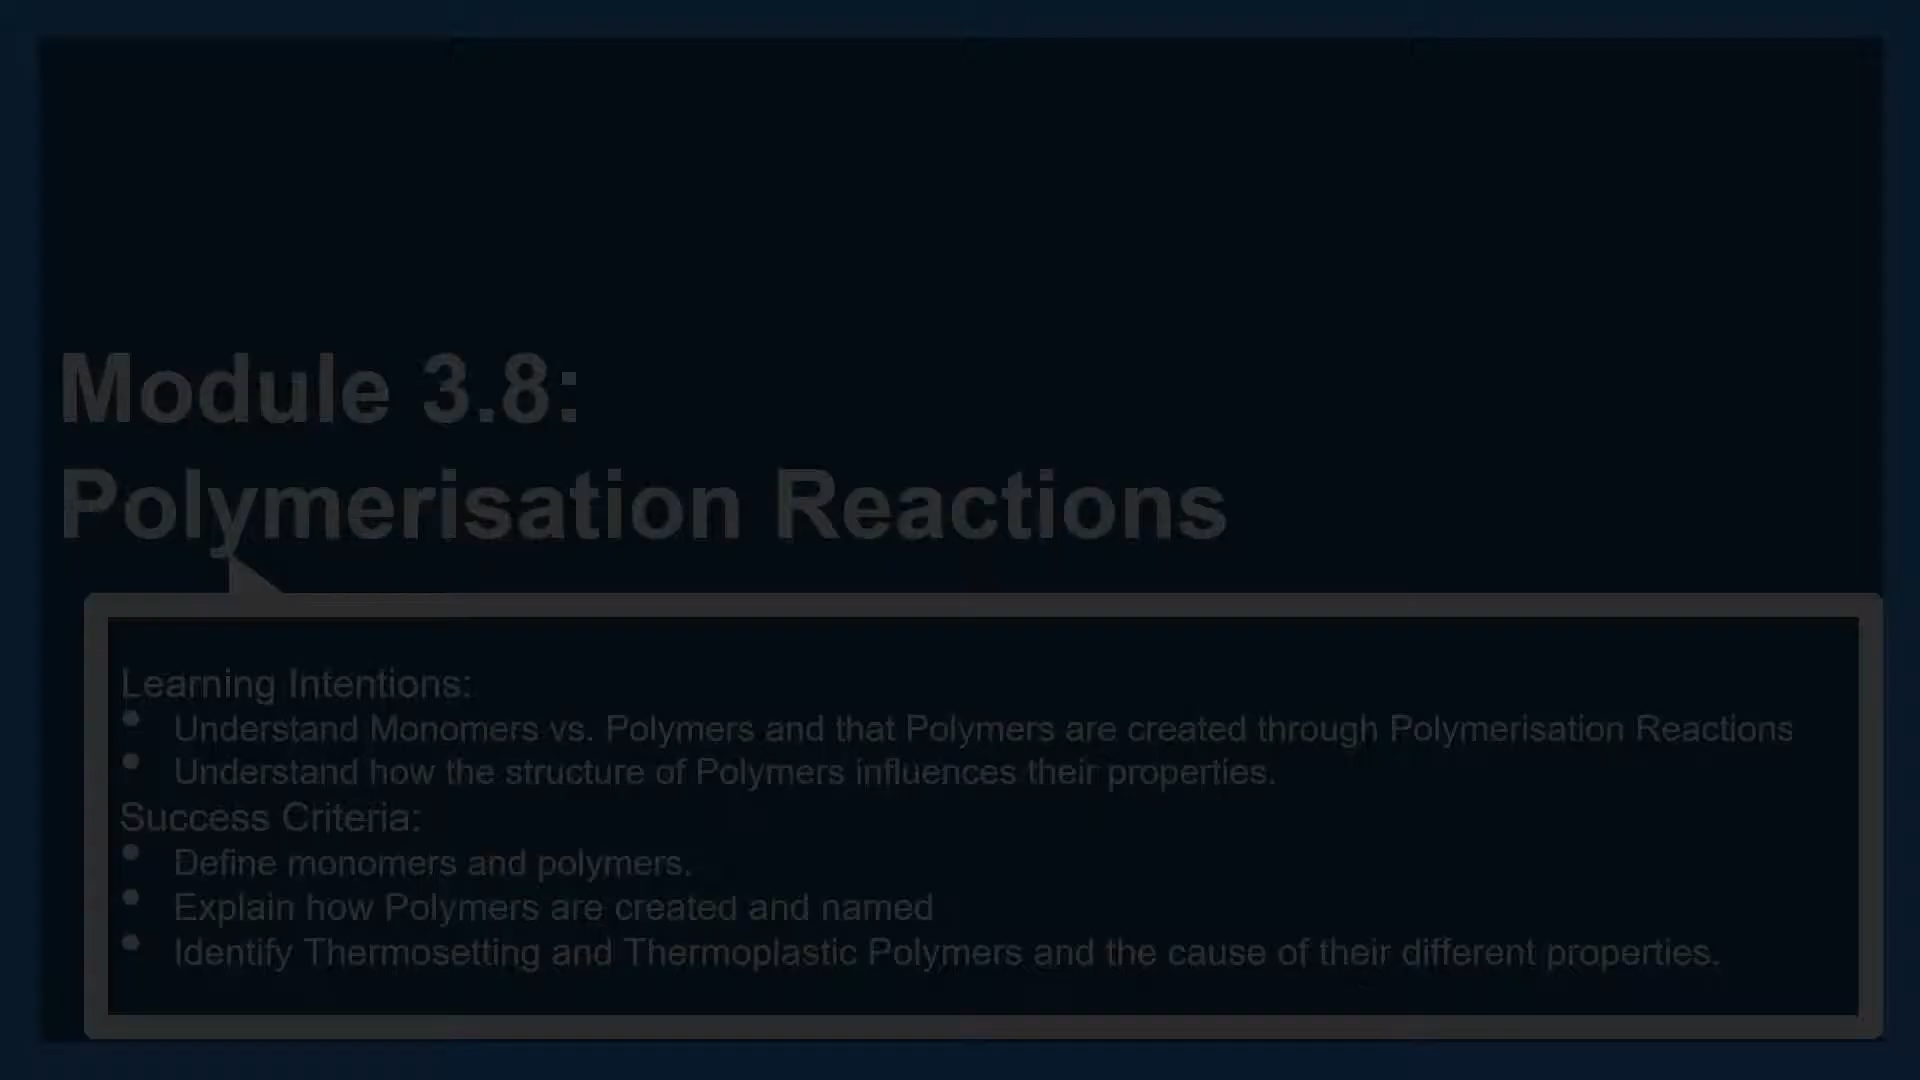 Module 3.8:
Polymerisation Reactions
Learning Intentions:
• Understand Monomers vs. Polymers and that Polymers are created through Polymerisation Reactions
• Understand how the structure of Polymers influences their properties.
Success Criteria:
• Define monomers and polymers.
• Explain how Polymers are created and named
• Identify Thermosetting and Thermoplastic Polymers and the cause of their different properties.